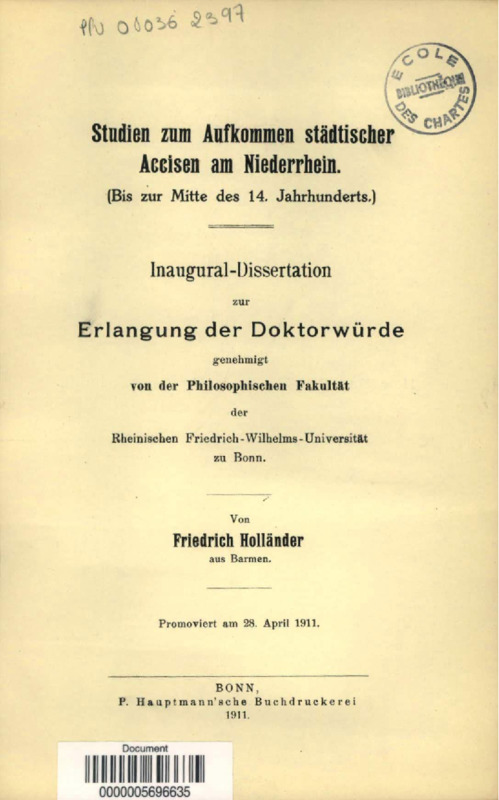 PN 00036 2397
ECOLE
BIBLIOTHÈQUE
DES CHARTES
Studien zum Aufkommen städtischer
Accisen am Niederrhein.
(Bis zur Mitte des 14. Jahrhunderts.)
Inaugural-Dissertation
zur
Erlangung der Doktorwürde
genehmigt
von der Philosophischen Fakultät
der
Rheinischen Friedrich-Wilhelms-Universität
zu Bonn.
Von
Friedrich Holländer
aus Barmen.
Promoviert am 28. April 1911.
BONN,
P. Hauptmann'sche Buchdruckerei
1911.
Document
0000005696635